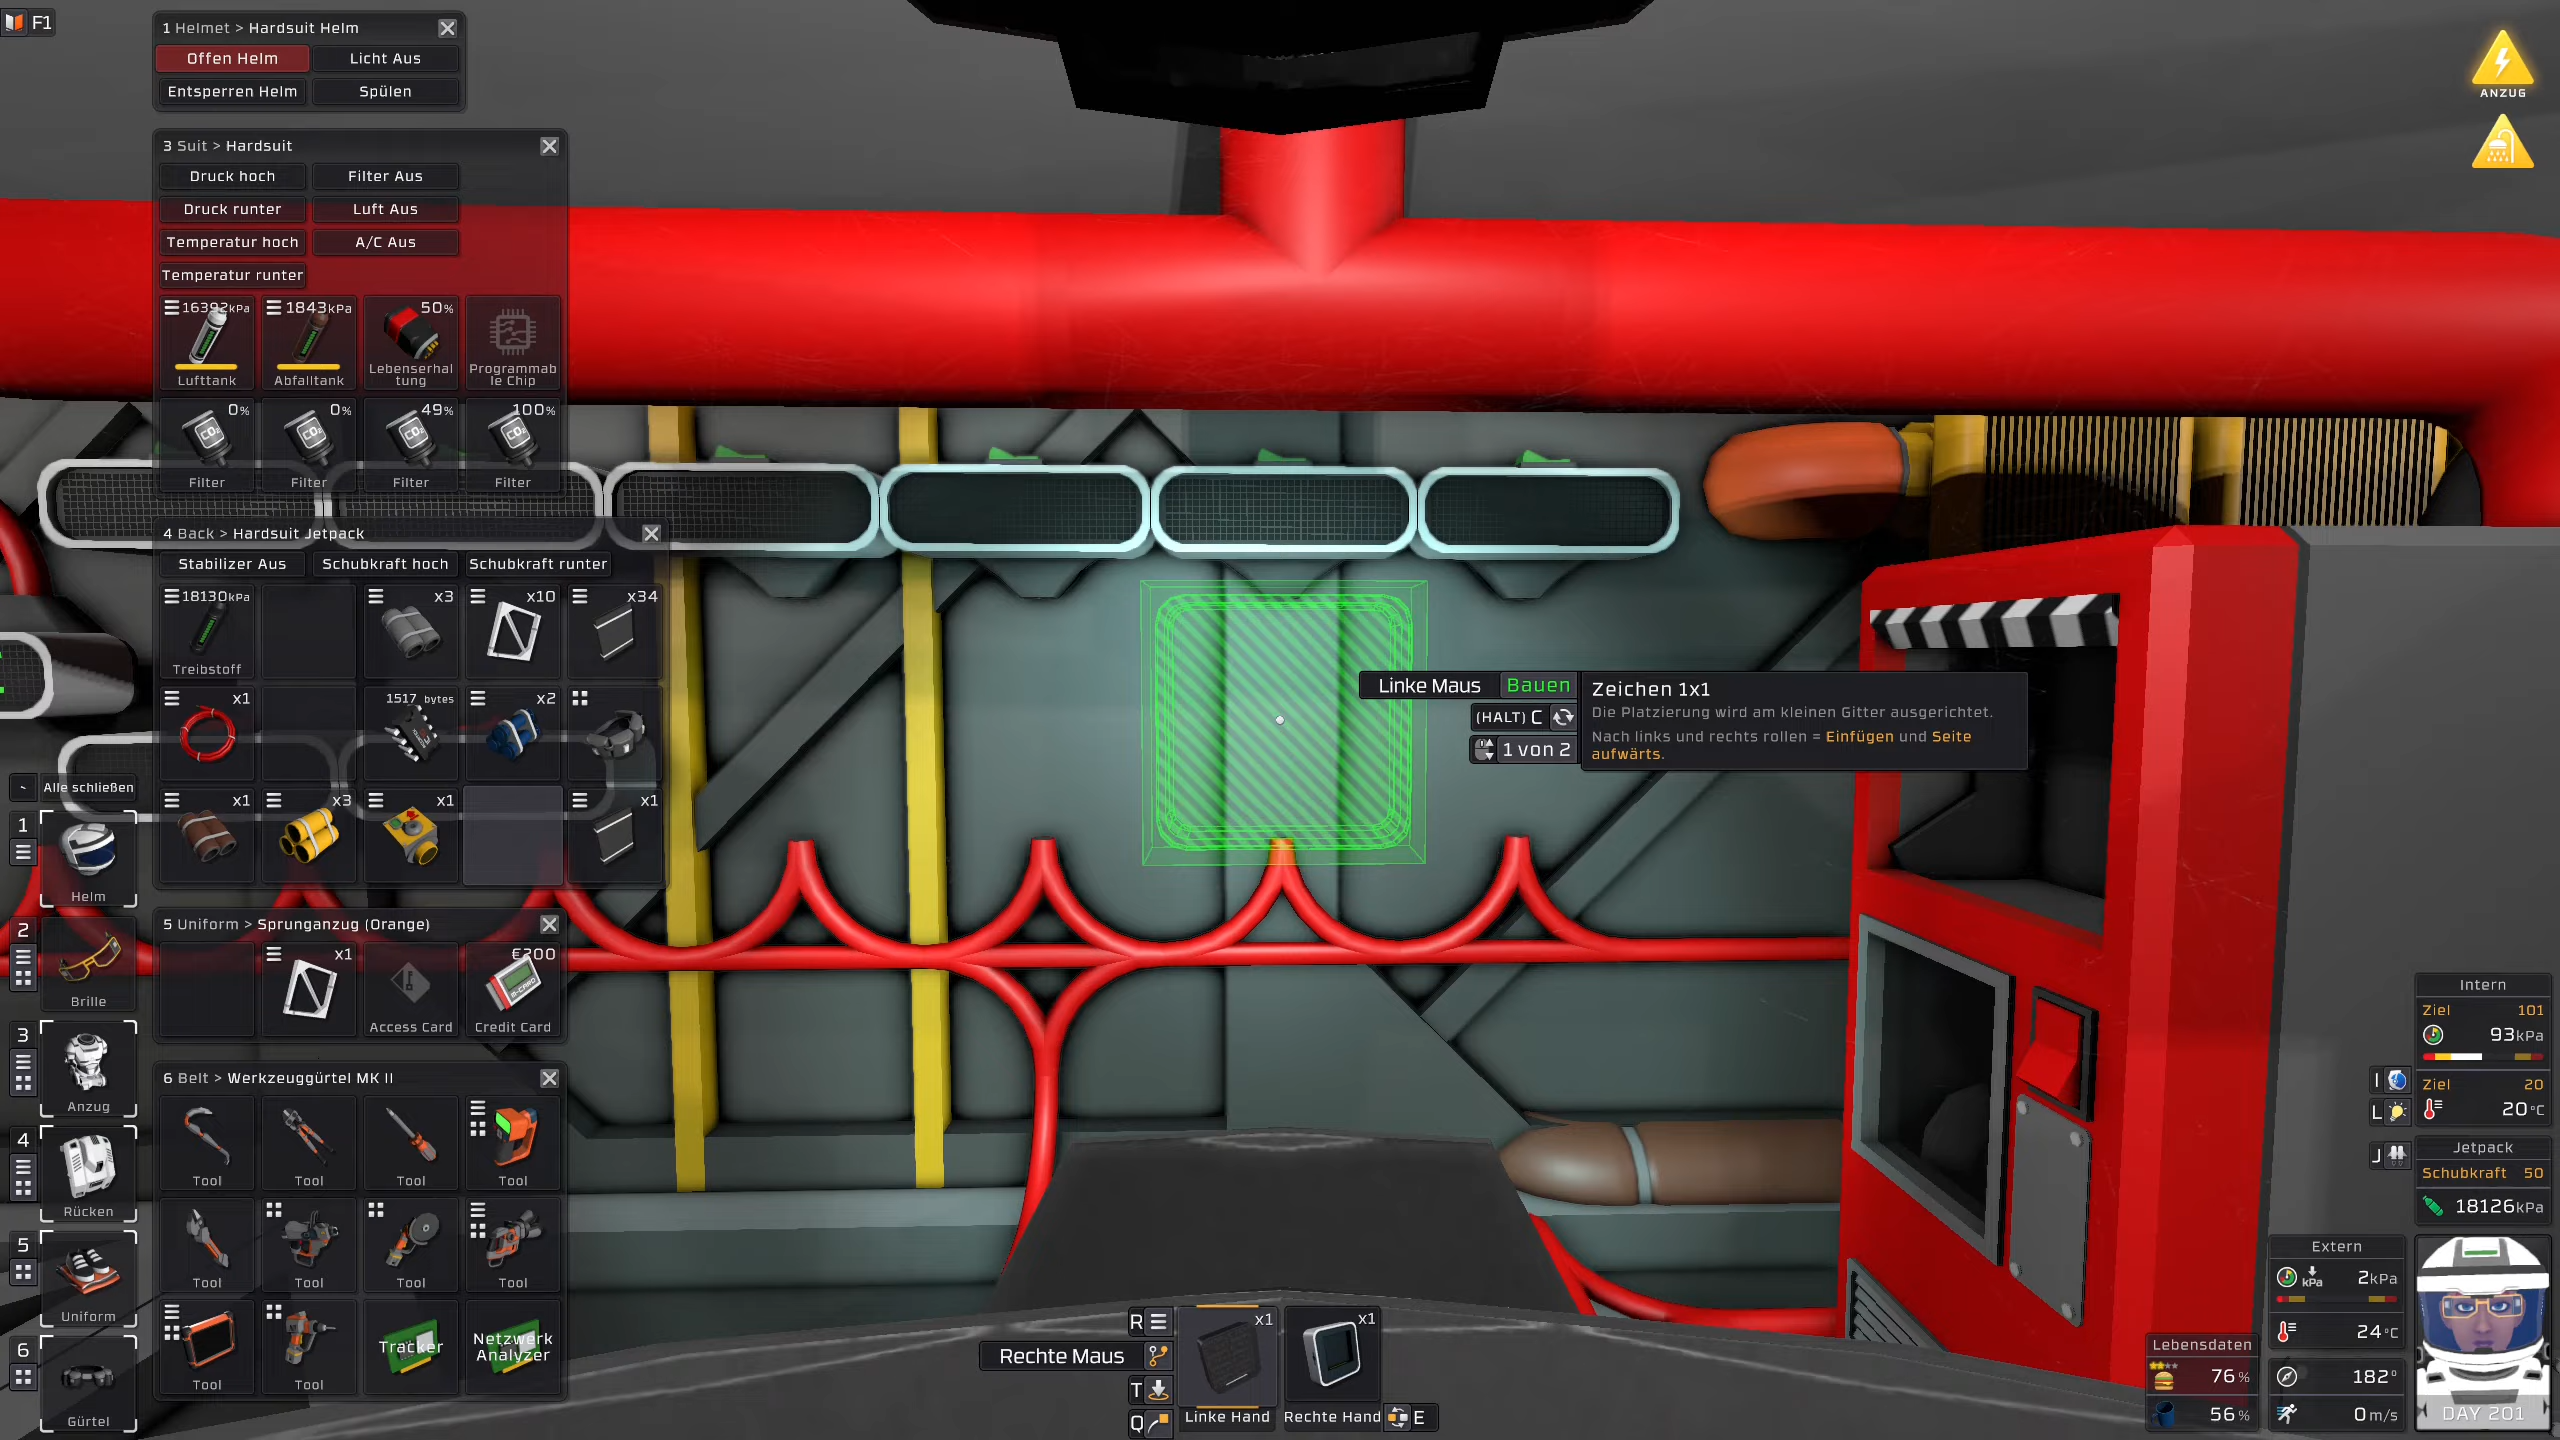 F1
1 Helmet > Hardsuit Helm
Offen Helm
Licht Aus
Entsperren Helm
Spülen
3 Suit > Hardsuit
Druck hoch
Filter Aus
Druck runter
Luft Aus
Temperatur hoch
A/C Aus
Temperatur runter
16392kPa
1843kPa
50%
Lufttank
Abfalltank
Lebenserhaltung
Programmable Chip
0%
0%
49%
100%
CO₂
CO₂
CO₂
CO₂
Filter
Filter
Filter
Filter
4 Back > Hardsuit Jetpack
Stabilizer Aus
Schubkraft hoch
Schubkraft runter
18130kPa
x3
x10
x34
Treibstoff
x1
1517 bytes
x2
x1
x3
x1
x1
~ Alle schließen
1
Helm
2
Brille
3
Anzug
4
Rücken
5
Uniform
6
Gürtel
5 Uniform > Sprunganzug (Orange)
x1
€200
Access Card
Credit Card
6 Belt > Werkzeuggürtel MK II
Tool
Tool
Tool
Tool
Tool
Tool
Tool
Tool
Tool
Tool
Tracker
Netzwerk Analyzer
Linke Maus
Bauen
(HALT) C
1 von 2
Zeichen 1x1
Die Platzierung wird am kleinen Gitter ausgerichtet.
Nach links und rechts rollen = Einfügen und Seite
aufwärts.
R
Rechte Maus
T
Q
x1
x1
Linke Hand
Rechte Hand
E
ANZUG
Intern
Ziel 101
93kPa
Ziel 20
20°C
I
L
Jetpack
J
Schubkraft 50
18126kPa
Extern
kPa
2kPa
24°C
182°
0m/s
Lebensdaten
76%
56%
DAY 201